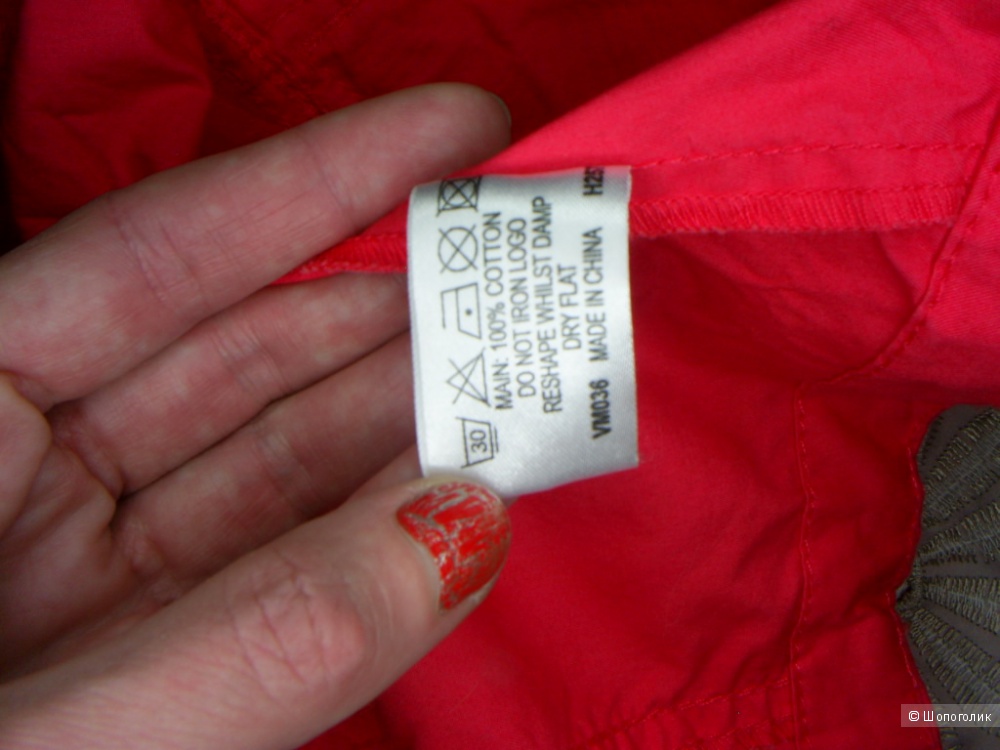 30
MAIN: 100% COTTON
DO NOT IRON LOGO
RESHAPE WHILST DAMP
DRY FLAT
VM036 MADE IN CHINA
© Шопоголик